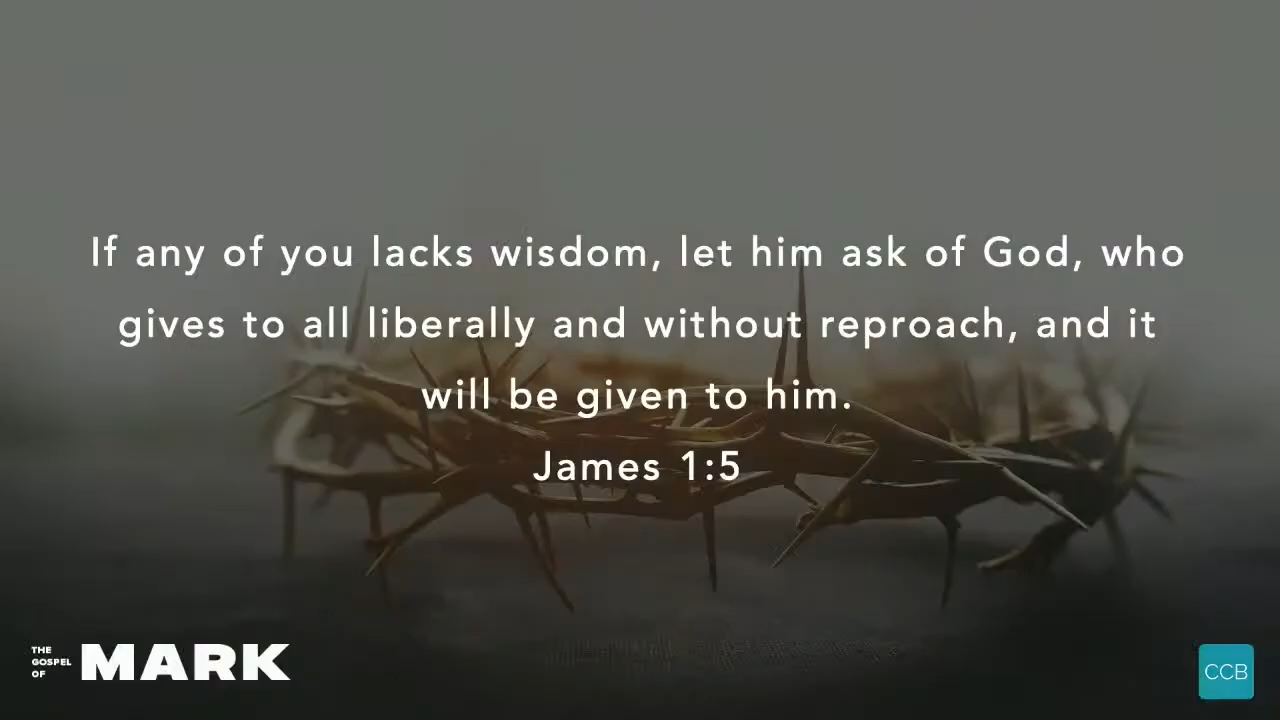 If any of you lacks wisdom, let him ask of God, who
gives to all liberally and without reproach, and it
will be given to him.
James 1:5
THE
GOSPEL
OF
MARK
CCB